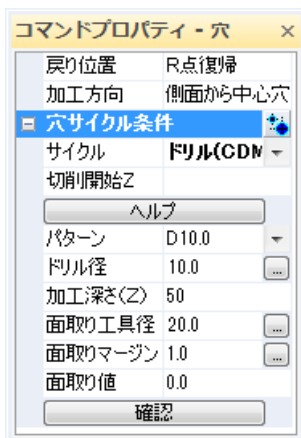 コマンドプロパティ - 穴 ×
戻り位置 R点復帰
加工方向 側面から中心穴
穴サイクル条件
サイクル ドリル(CDM
切削開始Z
ヘルプ
パターン D10.0
ドリル径 10.0 ...
加工深さ(Z) 50
面取り工具径 20.0 ...
面取りマージン 1.0 ...
面取り値 0.0
確認